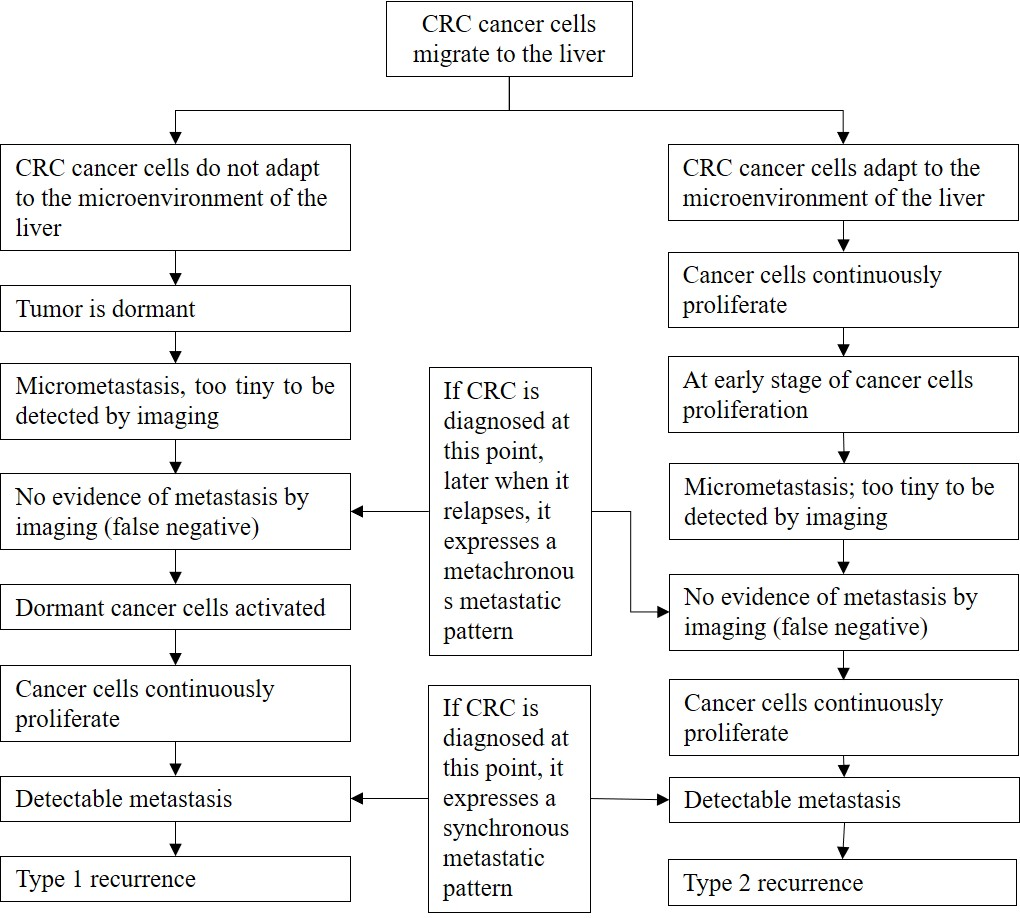 CRC cancer cells
migrate to the liver
CRC cancer cells do not adapt
to the microenvironment of the
liver
Tumor is dormant
Micrometastasis, too tiny to be
detected by imaging
No evidence of metastasis by
imaging (false negative)
Dormant cancer cells activated
Cancer cells continuously
proliferate
Detectable metastasis
Type 1 recurrence
If CRC is
diagnosed at
this point,
later when it
relapses, it
expresses a
metachronou
s metastatic
pattern
If CRC is
diagnosed at
this point, it
expresses a
synchronous
metastatic
pattern
CRC cancer cells adapt to the
microenvironment of the liver
Cancer cells continuously
proliferate
At early stage of cancer cells
proliferation
Micrometastasis; too tiny to be
detected by imaging
No evidence of metastasis by
imaging (false negative)
Cancer cells continuously
proliferate
Detectable metastasis
Type 2 recurrence